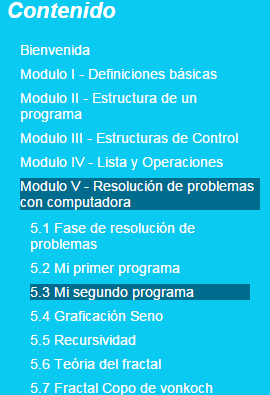 Contenido
Bienvenida
Modulo I - Definiciones básicas
Modulo II - Estructura de un
programa
Modulo III - Estructuras de Control
Modulo IV - Lista y Operaciones
Modulo V - Resolución de problemas
con computadora
5.1 Fase de resolución de
problemas
5.2 Mi primer programa
5.3 Mi segundo programa
5.4 Graficación Seno
5.5 Recursividad
5.6 Teória del fractal
5.7 Fractal Copo de vonkoch